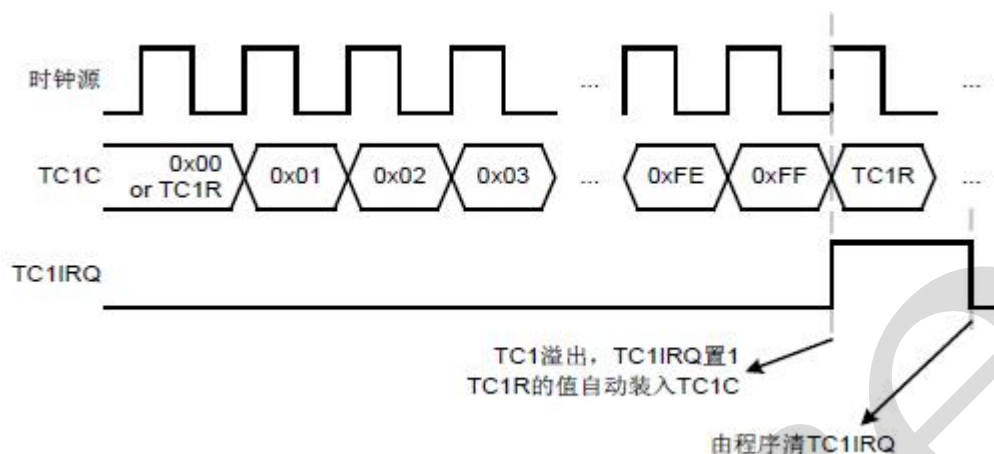 时钟源
...
...
TC1C
0x00
or TC1R
0x01
0x02
0x03
...
0xFE
0xFF
TC1R
...
TC1IRQ
TC1溢出，TC1IRQ置1
TC1R的值自动装入TC1C
由程序清TC1IRQ